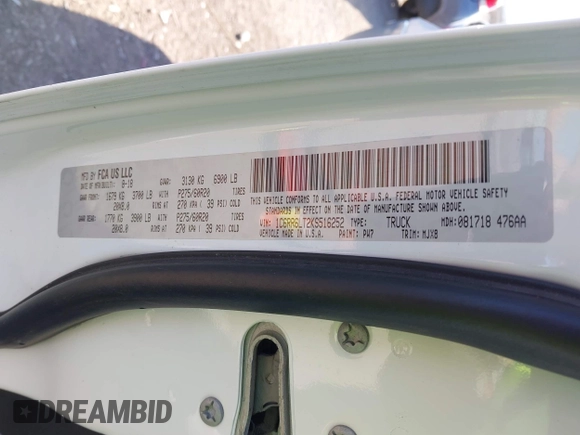 MFD BY FCA US LLC
DATE OF MFR/BUILT: 8-18 GVWR: 3130 KG 6900 LB
GAWR FRONT: 1678 KG 3700 LB WITH P275/60R20 TIRES
20X8.0 RIMS AT 270 KPA ( 39 PSI) COLD
GAWR REAR: 1770 KG 3900 LB WITH P275/60R20 TIRES
20X8.0 RIMS AT 270 KPA ( 39 PSI) COLD
THIS VEHICLE CONFORMS TO ALL APPLICABLE U.S.A. FEDERAL MOTOR VEHICLE SAFETY
STANDARDS IN EFFECT ON THE DATE OF MANUFACTURE SHOWN ABOVE.
VIN: 1C6RR6LT2KS516252 TYPE: TRUCK MDH: 081718 476AA
VEHICLE MADE IN U.S.A. PAINT: PW7 TRIM: MJX8
DREAMBID